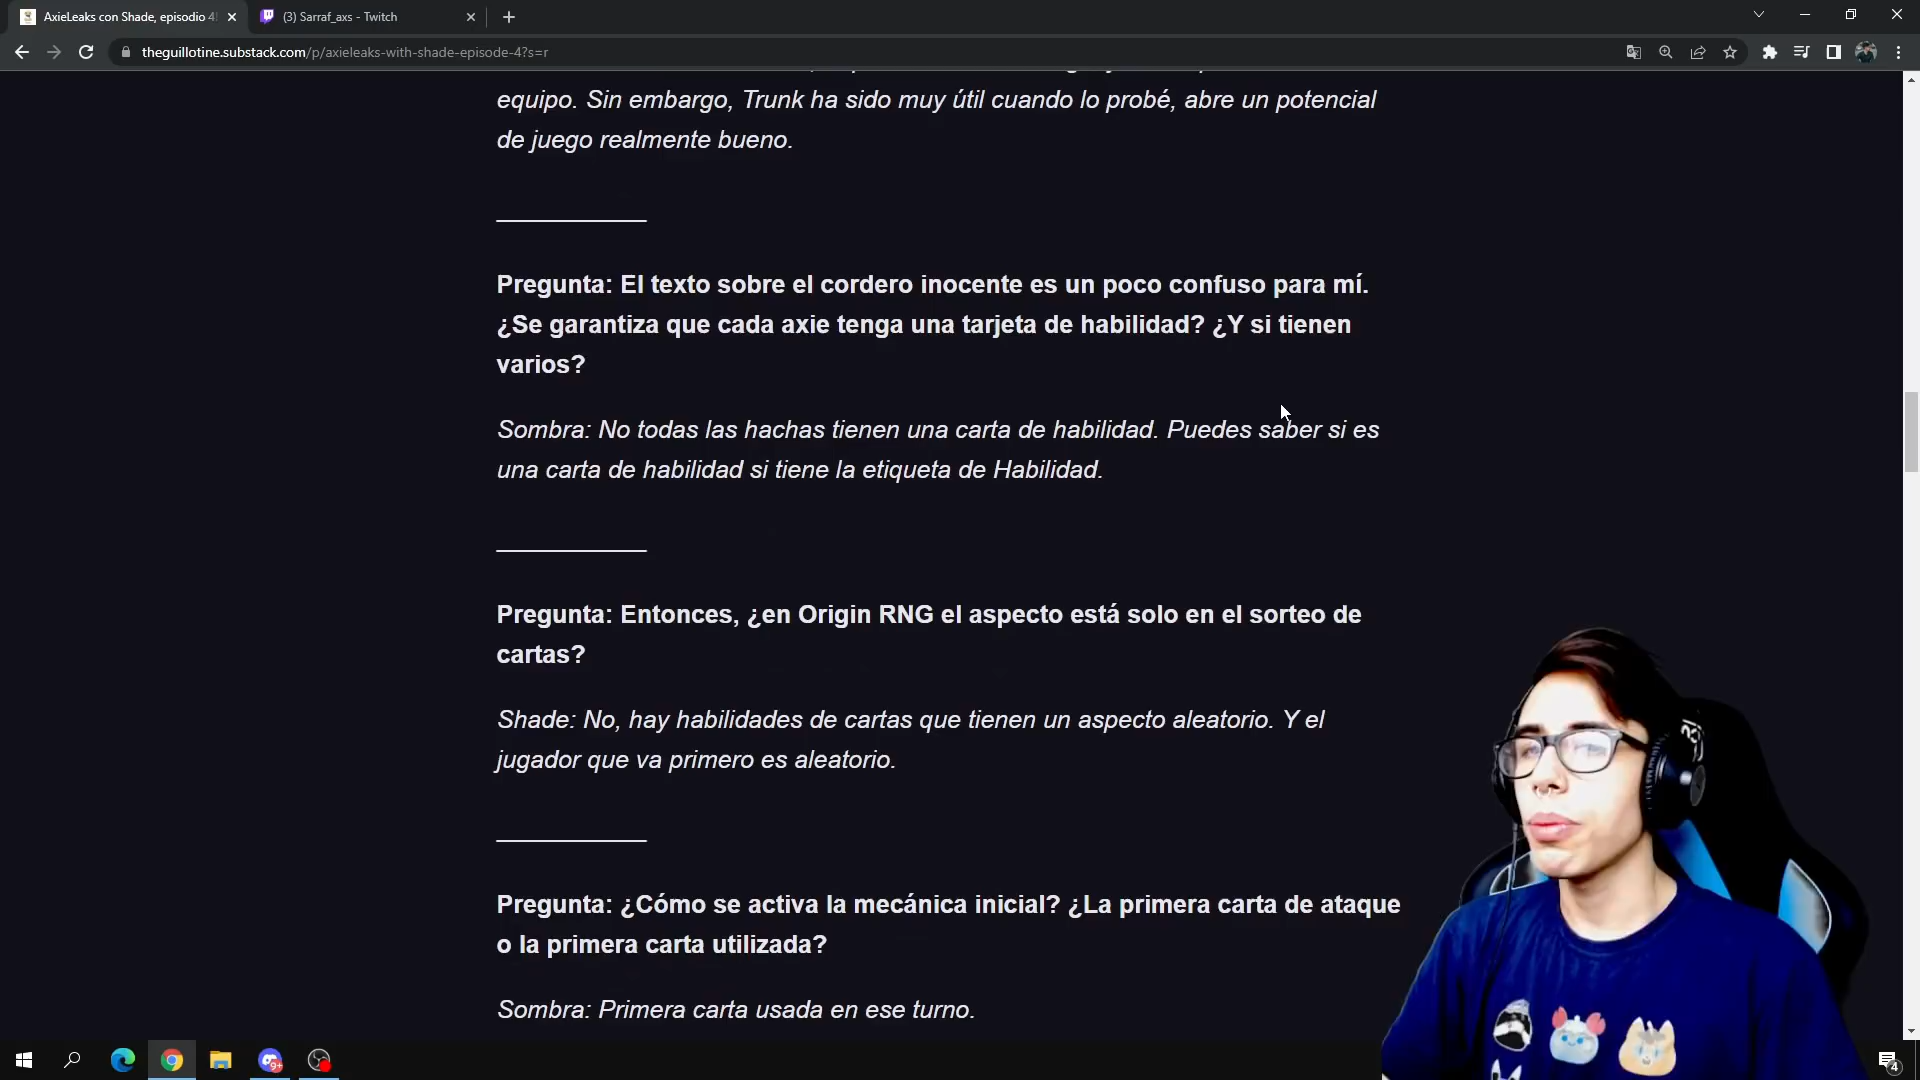 AxieLeaks con Shade, episodio 4
(3) Sarraf_axs - Twitch
theguillotine.substack.com/p/axieleaks-with-shade-episode-4?s=r
equipo. Sin embargo, Trunk ha sido muy útil cuando lo probé, abre un potencial
de juego realmente bueno.
Pregunta: El texto sobre el cordero inocente es un poco confuso para mí.
¿Se garantiza que cada axie tenga una tarjeta de habilidad? ¿Y si tienen
varios?
Sombra: No todas las hachas tienen una carta de habilidad. Puedes saber si es
una carta de habilidad si tiene la etiqueta de Habilidad.
Pregunta: Entonces, ¿en Origin RNG el aspecto está solo en el sorteo de
cartas?
Shade: No, hay habilidades de cartas que tienen un aspecto aleatorio. Y el
jugador que va primero es aleatorio.
Pregunta: ¿Cómo se activa la mecánica inicial? ¿La primera carta de ataque
o la primera carta utilizada?
Sombra: Primera carta usada en ese turno.
9+
4